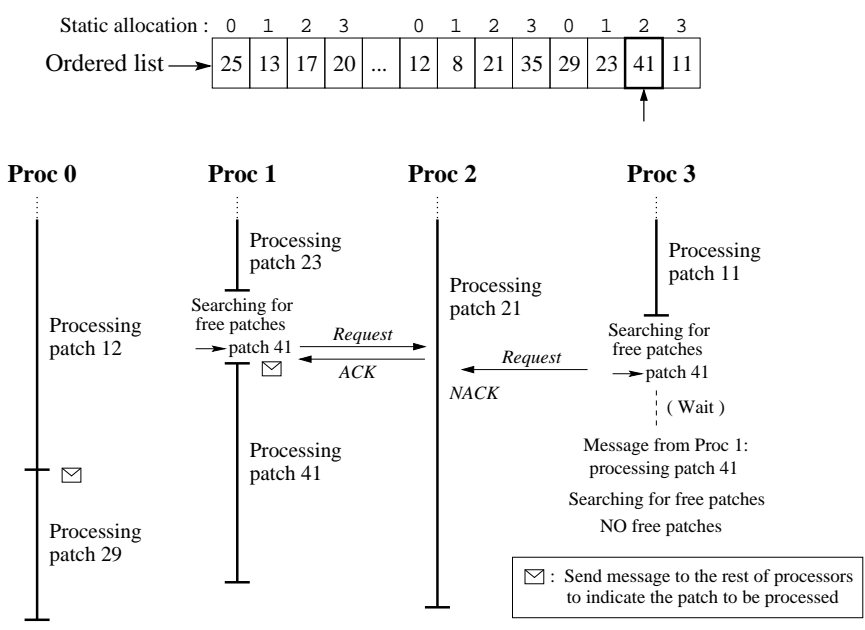 Static allocation : 0 1 2 3 0 1 2 3 0 1 2 3
Ordered list 25 13 17 20 ... 12 8 21 35 29 23 41 11
Proc 0 Proc 1 Proc 2 Proc 3
Processing
patch 12
Processing
patch 29
Processing
patch 23
Searching for
free patches
patch 41
Processing
patch 41
Request
ACK
Processing
patch 21
NACK
Request
Processing
patch 11
Searching for
free patches
patch 41
( Wait )
Message from Proc 1:
processing patch 41
Searching for free patches
NO free patches
: Send message to the rest of processors
to indicate the patch to be processed